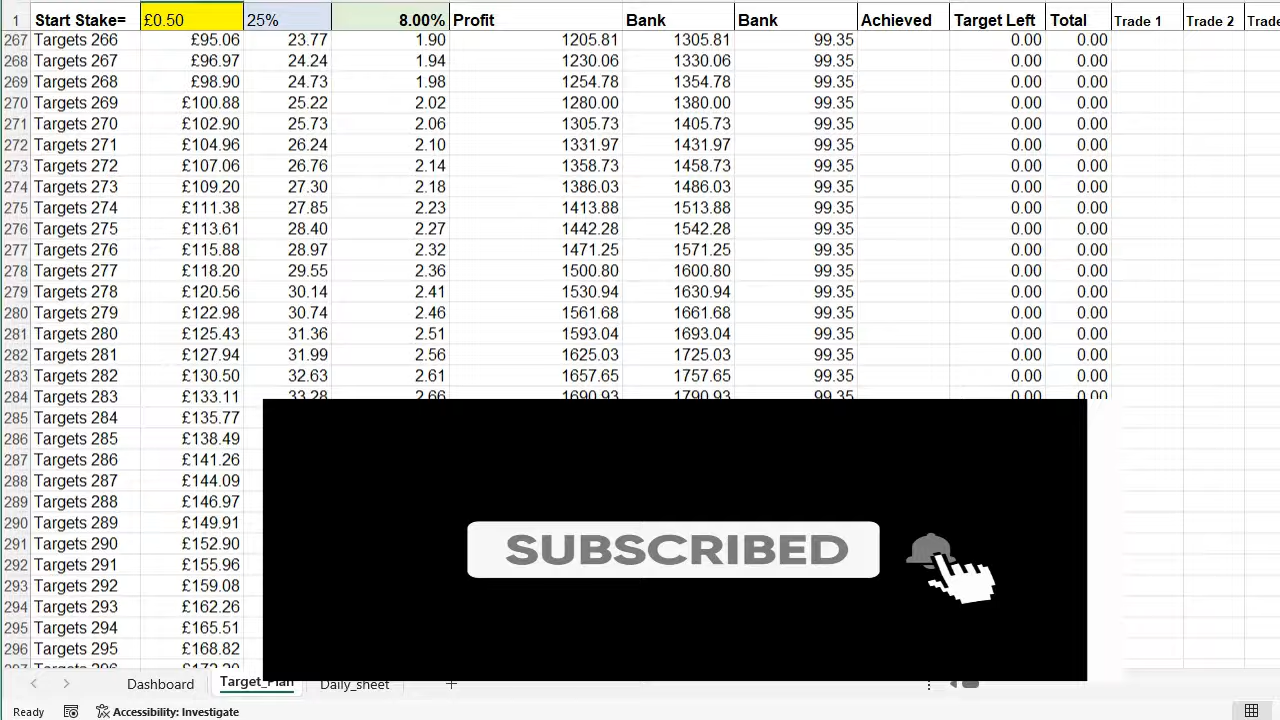 1 Start Stake= £0.50 25% 8.00% Profit Bank Bank Achieved Target Left Total Trade 1 Trade 2 Trad
267 Targets 266 £95.06 23.77 1.90 1205.81 1305.81 99.35 0.00 0.00
268 Targets 267 £96.97 24.24 1.94 1230.06 1330.06 99.35 0.00 0.00
269 Targets 268 £98.90 24.73 1.98 1254.78 1354.78 99.35 0.00 0.00
270 Targets 269 £100.88 25.22 2.02 1280.00 1380.00 99.35 0.00 0.00
271 Targets 270 £102.90 25.73 2.06 1305.73 1405.73 99.35 0.00 0.00
272 Targets 271 £104.96 26.24 2.10 1331.97 1431.97 99.35 0.00 0.00
273 Targets 272 £107.06 26.76 2.14 1358.73 1458.73 99.35 0.00 0.00
274 Targets 273 £109.20 27.30 2.18 1386.03 1486.03 99.35 0.00 0.00
275 Targets 274 £111.38 27.85 2.23 1413.88 1513.88 99.35 0.00 0.00
276 Targets 275 £113.61 28.40 2.27 1442.28 1542.28 99.35 0.00 0.00
277 Targets 276 £115.88 28.97 2.32 1471.25 1571.25 99.35 0.00 0.00
278 Targets 277 £118.20 29.55 2.36 1500.80 1600.80 99.35 0.00 0.00
279 Targets 278 £120.56 30.14 2.41 1530.94 1630.94 99.35 0.00 0.00
280 Targets 279 £122.98 30.74 2.46 1561.68 1661.68 99.35 0.00 0.00
281 Targets 280 £125.43 31.36 2.51 1593.04 1693.04 99.35 0.00 0.00
282 Targets 281 £127.94 31.99 2.56 1625.03 1725.03 99.35 0.00 0.00
283 Targets 282 £130.50 32.63 2.61 1657.65 1757.65 99.35 0.00 0.00
284 Targets 283 £133.11 33.28 2.66 1690.93 1790.93 99.35 0.00 0.00
285 Targets 284 £135.77
286 Targets 285 £138.49
287 Targets 286 £141.26
288 Targets 287 £144.09
289 Targets 288 £146.97
290 Targets 289 £149.91
291 Targets 290 £152.90
292 Targets 291 £155.96
293 Targets 292 £159.08
294 Targets 293 £162.26
295 Targets 294 £165.51
296 Targets 295 £168.82
297 Targets 296
SUBSCRIBED
Dashboard Target_Plan Daily_sheet
Ready Accessibility: Investigate